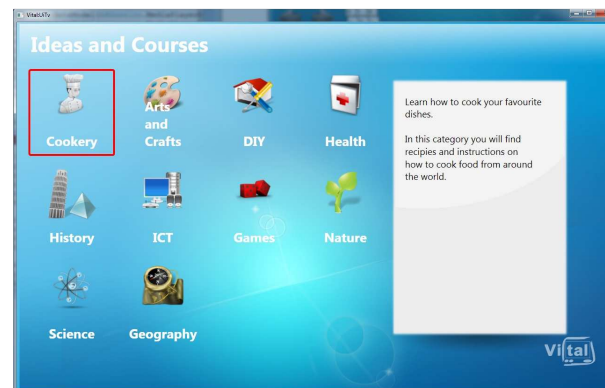 VitalUiTv
Ideas and Courses
Cookery
Arts
and
Crafts
DIY
Health
History
ICT
Games
Nature
Science
Geography
Learn how to cook your favourite
dishes.
In this category you will find
recipies and instructions on
how to cook food from around
the world.
Vital